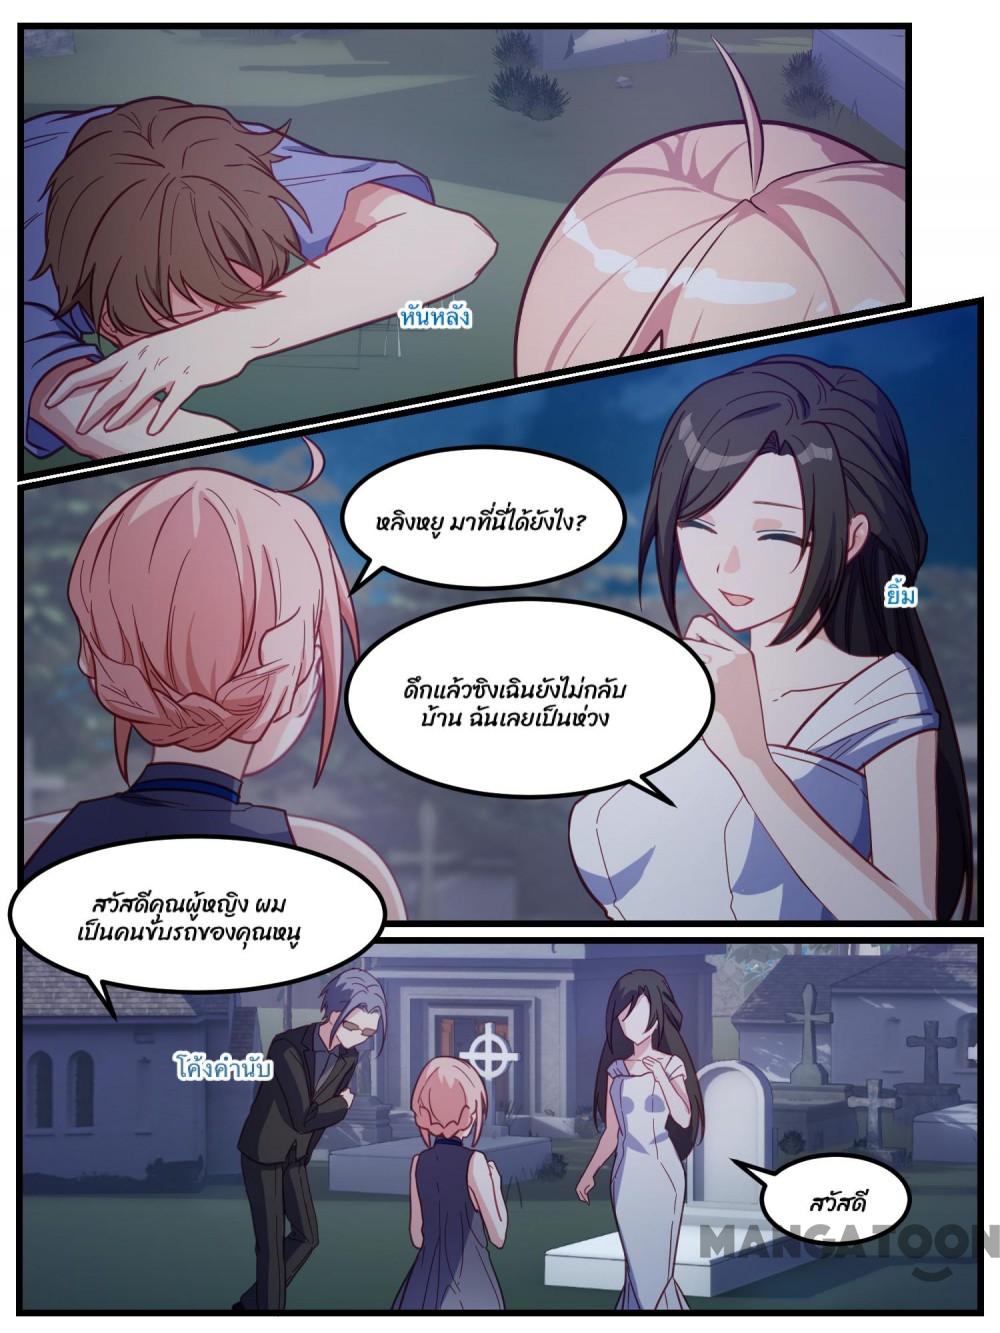 หันหลัง
หลิงหยู มาที่นี่ได้ยังไง?
ยิ้ม
ดึกแล้วซิงเฉินยังไม่กลับ
บ้าน ฉันเลยเป็นห่วง
สวัสดีคุณผู้หญิง ผม
เป็นคนขับรถของคุณหนู
โค้งคำนับ
สวัสดี
MANGATOON